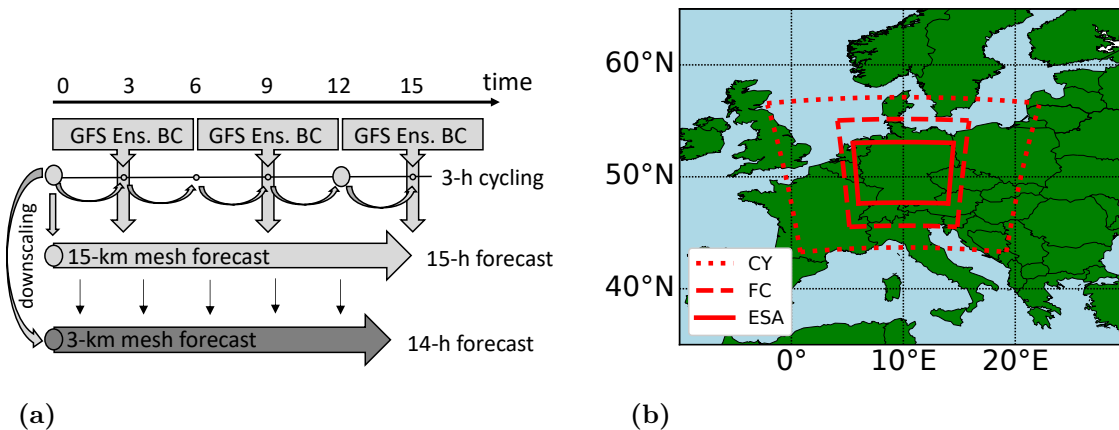 time
0 3 6 9 12 15
GFS Ens. BC GFS Ens. BC GFS Ens. BC
3-h cycling
downscaling
15-km mesh forecast 15-h forecast
3-km mesh forecast 14-h forecast
(a)
60°N
50°N
40°N
CY
FC
ESA
0° 10°E 20°E
(b)